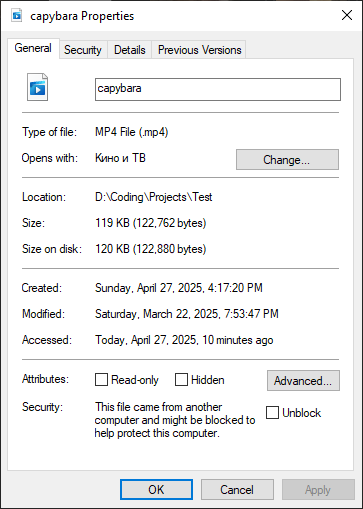 capybara Properties
General Security Details Previous Versions
capybara
Type of file: MP4 File (.mp4)
Opens with: Кино и ТВ Change...
Location: D:\Coding\Projects\Test
Size: 119 KB (122,762 bytes)
Size on disk: 120 KB (122,880 bytes)
Created: Sunday, April 27, 2025, 4:17:20 PM
Modified: Saturday, March 22, 2025, 7:53:47 PM
Accessed: Today, April 27, 2025, 10 minutes ago
Attributes: Read-only Hidden Advanced...
Security: This file came from another
computer and might be blocked to
help protect this computer.
Unblock
OK Cancel Apply